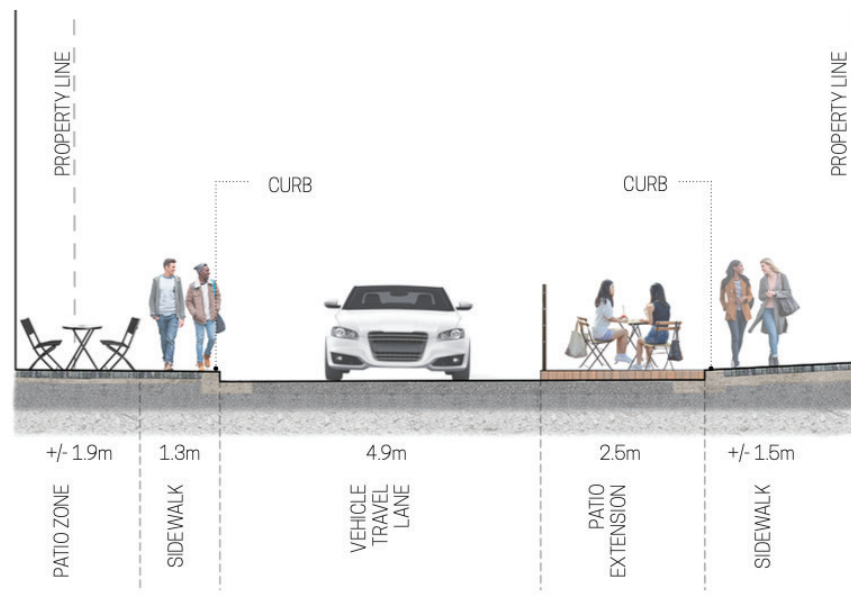 PROPERTY LINE
PROPERTY LINE
CURB
CURB
+/- 1.9m
1.3m
4.9m
2.5m
+/- 1.5m
PATIO ZONE
SIDEWALK
VEHICLE
TRAVEL
LANE
PATIO
EXTENSION
SIDEWALK